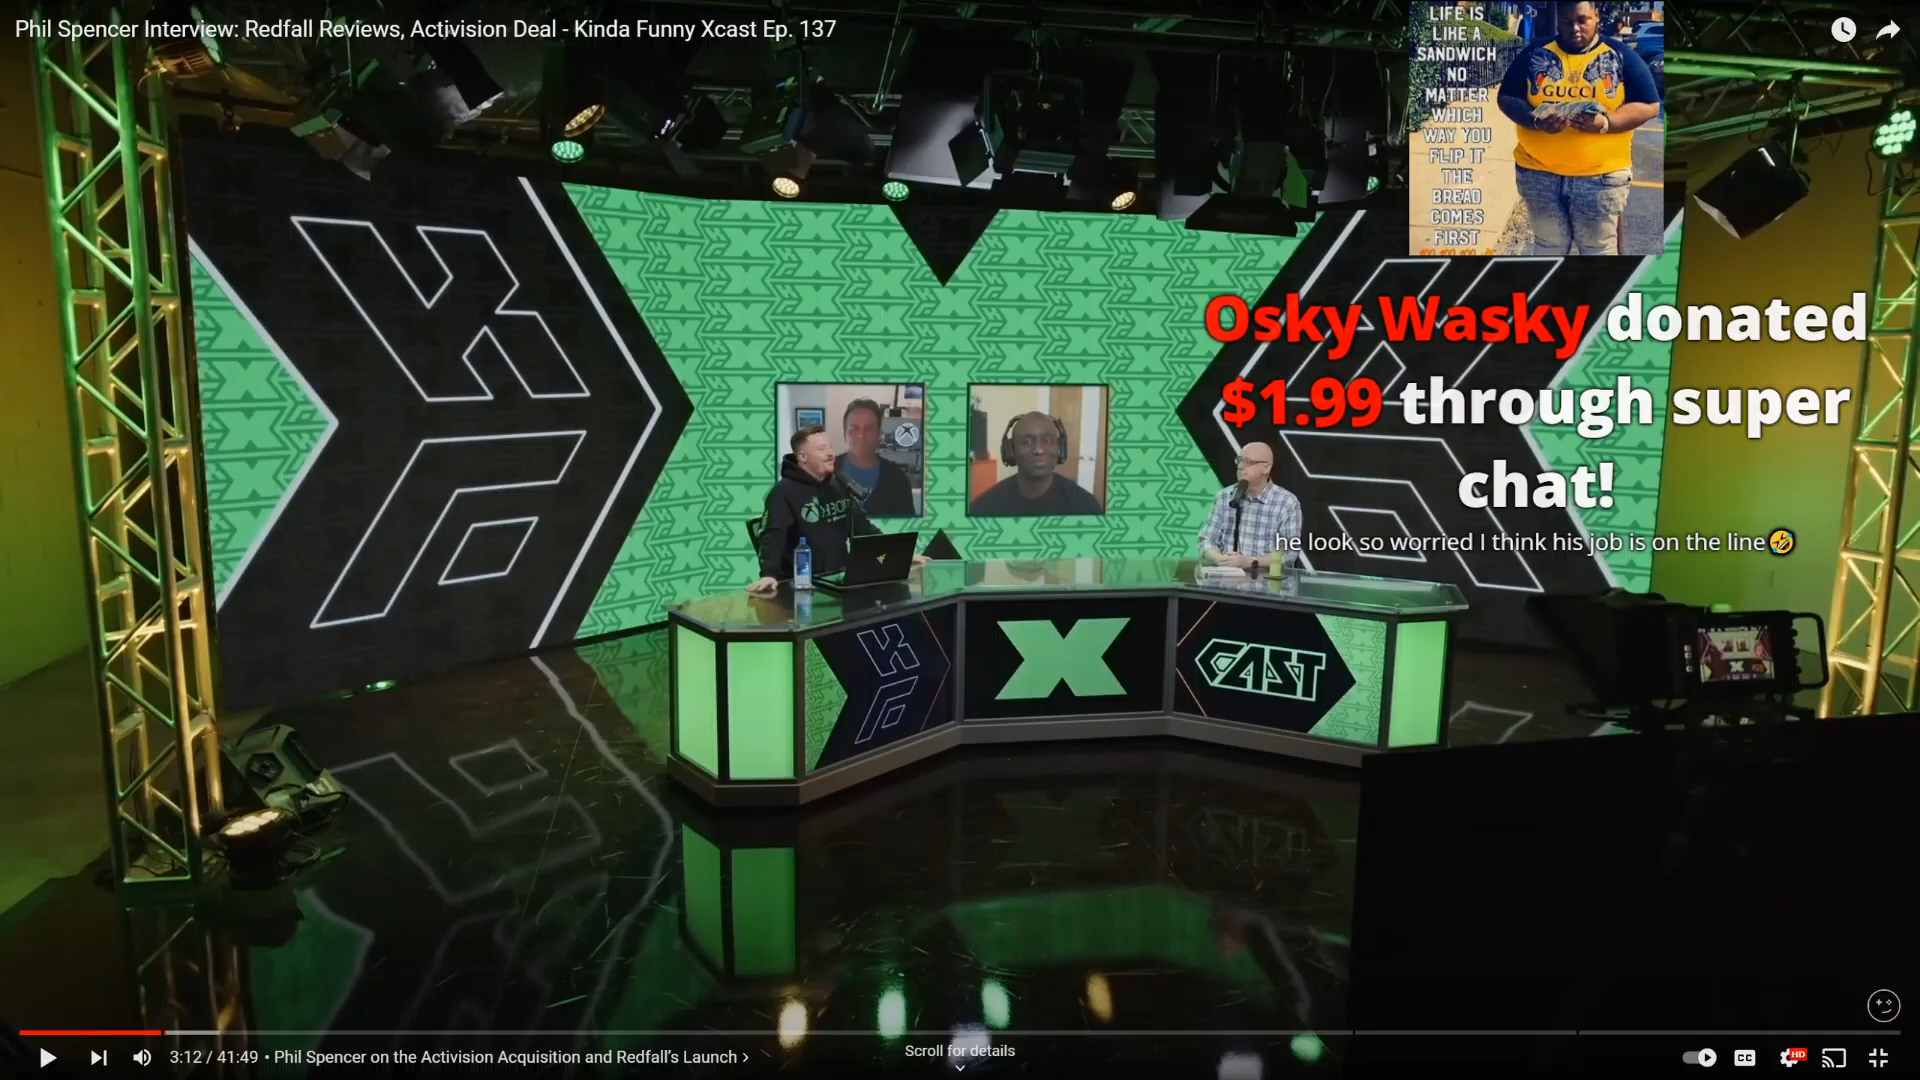 Phil Spencer Interview: Redfall Reviews, Activision Deal - Kinda Funny Xcast Ep. 137
LIFE IS
LIKE A
SANDWICH
NO
MATTER
WHICH
WAY YOU
FLIP IT
THE
BREAD
COMES
FIRST
GUCCI
Osky Wasky donated
$1.99 through super
chat!
he look so worried I think his job is on the line🤣
KF
X
CAST
3:12 / 41:49 • Phil Spencer on the Activision Acquisition and Redfall's Launch ›
Scroll for details
CC
HD